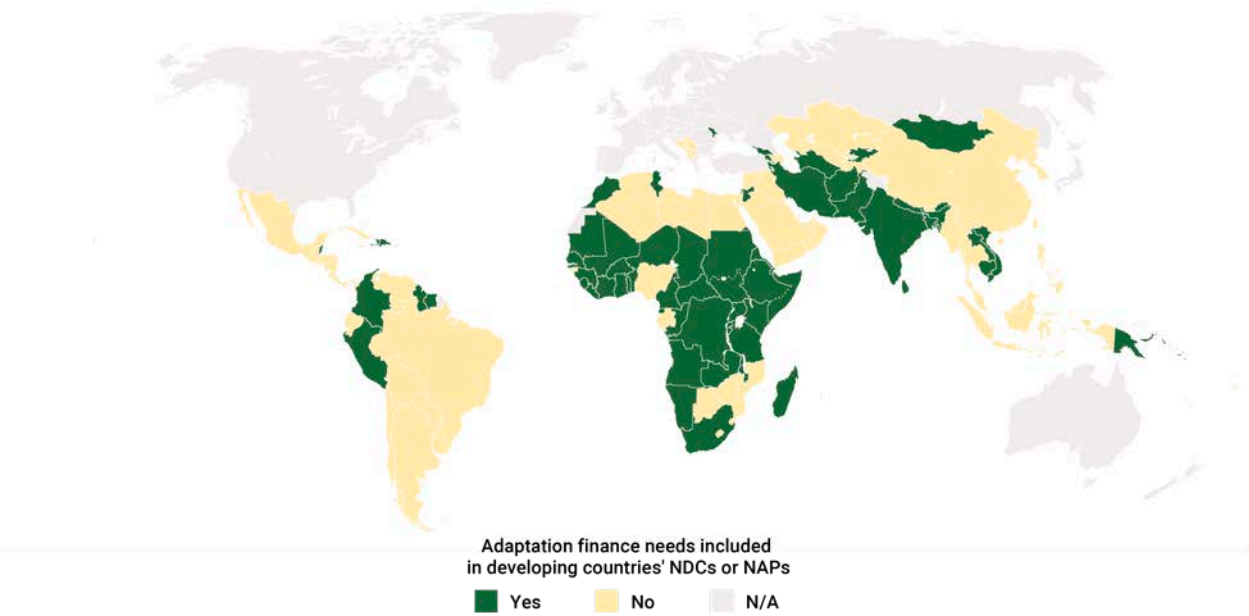 Adaptation finance needs included
in developing countries' NDCs or NAPs
Yes No N/A